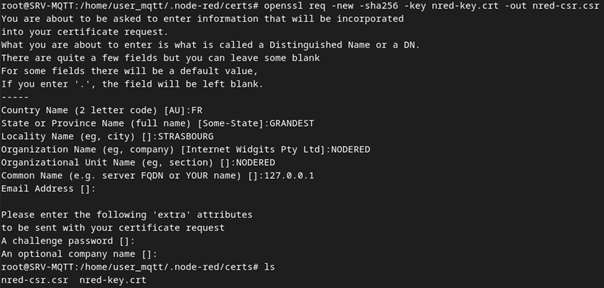 root@SRV-MQTT:/home/user_mqtt/.node-red/certs# openssl req -new -sha256 -key nred-key.crt -out nred-csr.csr
You are about to be asked to enter information that will be incorporated
into your certificate request.
What you are about to enter is what is called a Distinguished Name or a DN.
There are quite a few fields but you can leave some blank
For some fields there will be a default value,
If you enter '.', the field will be left blank.
-----
Country Name (2 letter code) [AU]:FR
State or Province Name (full name) [Some-State]:GRANDEST
Locality Name (eg, city) []:STRASBOURG
Organization Name (eg, company) [Internet Widgits Pty Ltd]:NODERED
Organizational Unit Name (eg, section) []:NODERED
Common Name (e.g. server FQDN or YOUR name) []:127.0.0.1
Email Address []:

Please enter the following 'extra' attributes
to be sent with your certificate request
A challenge password []:
An optional company name []:
root@SRV-MQTT:/home/user_mqtt/.node-red/certs# ls
nred-csr.csr  nred-key.crt